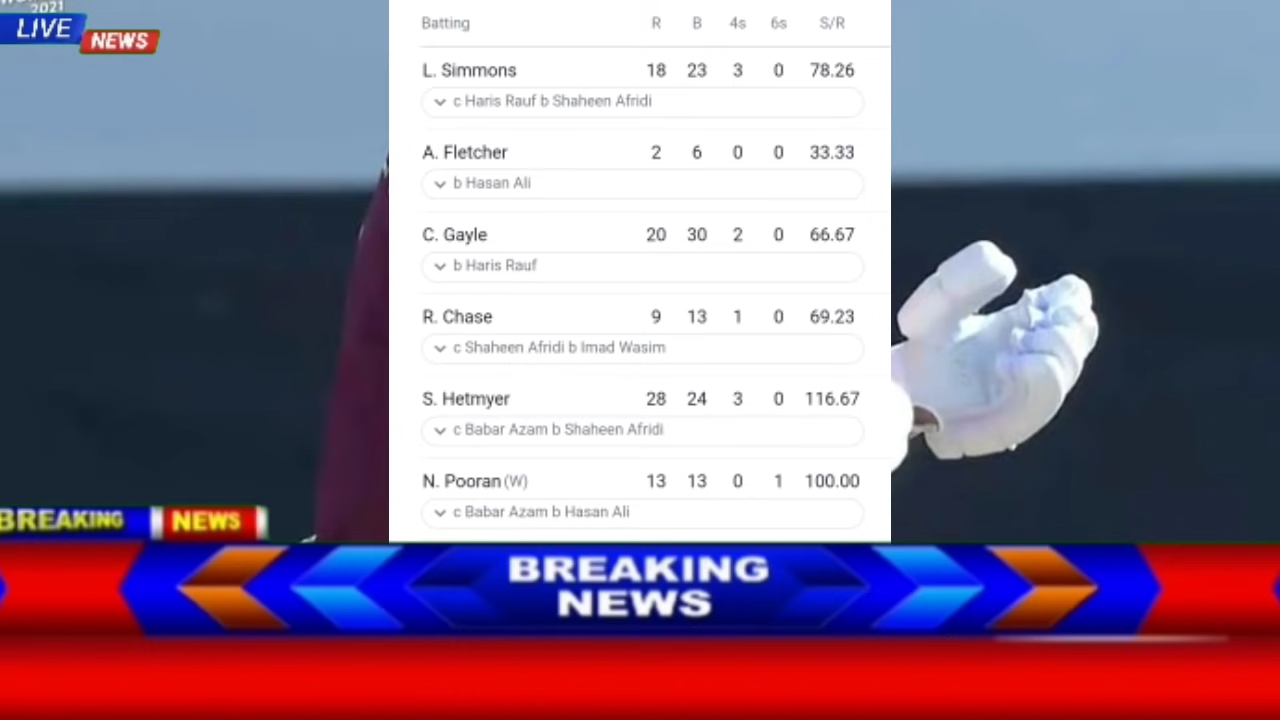 2021
LIVE
NEWS
Batting R B 4s 6s S/R
L. Simmons 18 23 3 0 78.26
c Haris Rauf b Shaheen Afridi
A. Fletcher 2 6 0 0 33.33
b Hasan Ali
C. Gayle 20 30 2 0 66.67
b Haris Rauf
R. Chase 9 13 1 0 69.23
c Shaheen Afridi b Imad Wasim
S. Hetmyer 28 24 3 0 116.67
c Babar Azam b Shaheen Afridi
N. Pooran (W) 13 13 0 1 100.00
c Babar Azam b Hasan Ali
BREAKING NEWS
BREAKING
NEWS